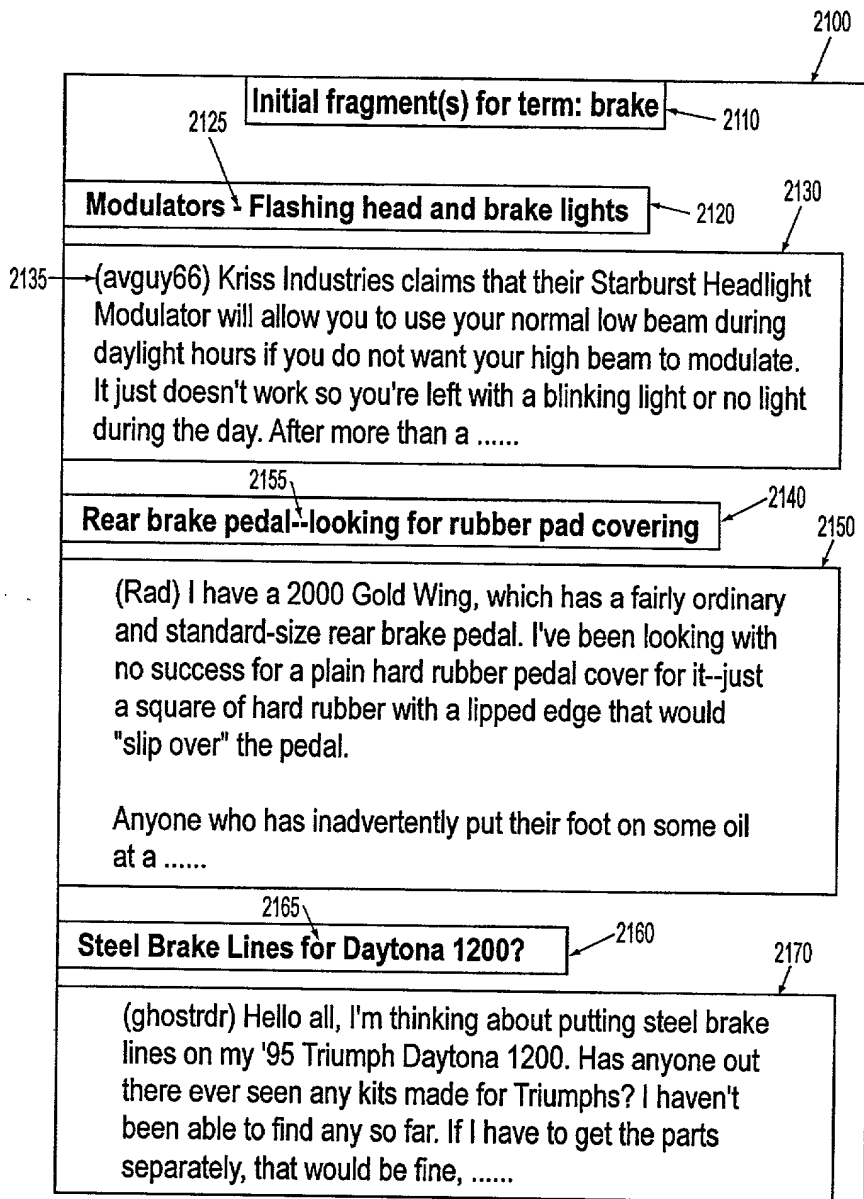 2100
Initial fragment(s) for term: brake
2110
2125
Modulators - Flashing head and brake lights
2120
2130
2135
(avguy66) Kriss Industries claims that their Starburst Headlight
Modulator will allow you to use your normal low beam during
daylight hours if you do not want your high beam to modulate.
It just doesn't work so you're left with a blinking light or no light
during the day. After more than a ......
2155
Rear brake pedal--looking for rubber pad covering
2140
2150
(Rad) I have a 2000 Gold Wing, which has a fairly ordinary
and standard-size rear brake pedal. I've been looking with
no success for a plain hard rubber pedal cover for it--just
a square of hard rubber with a lipped edge that would
"slip over" the pedal.
Anyone who has inadvertently put their foot on some oil
at a ......
2165
Steel Brake Lines for Daytona 1200?
2160
2170
(ghostrdr) Hello all, I'm thinking about putting steel brake
lines on my '95 Triumph Daytona 1200. Has anyone out
there ever seen any kits made for Triumphs? I haven't
been able to find any so far. If I have to get the parts
separately, that would be fine, ......